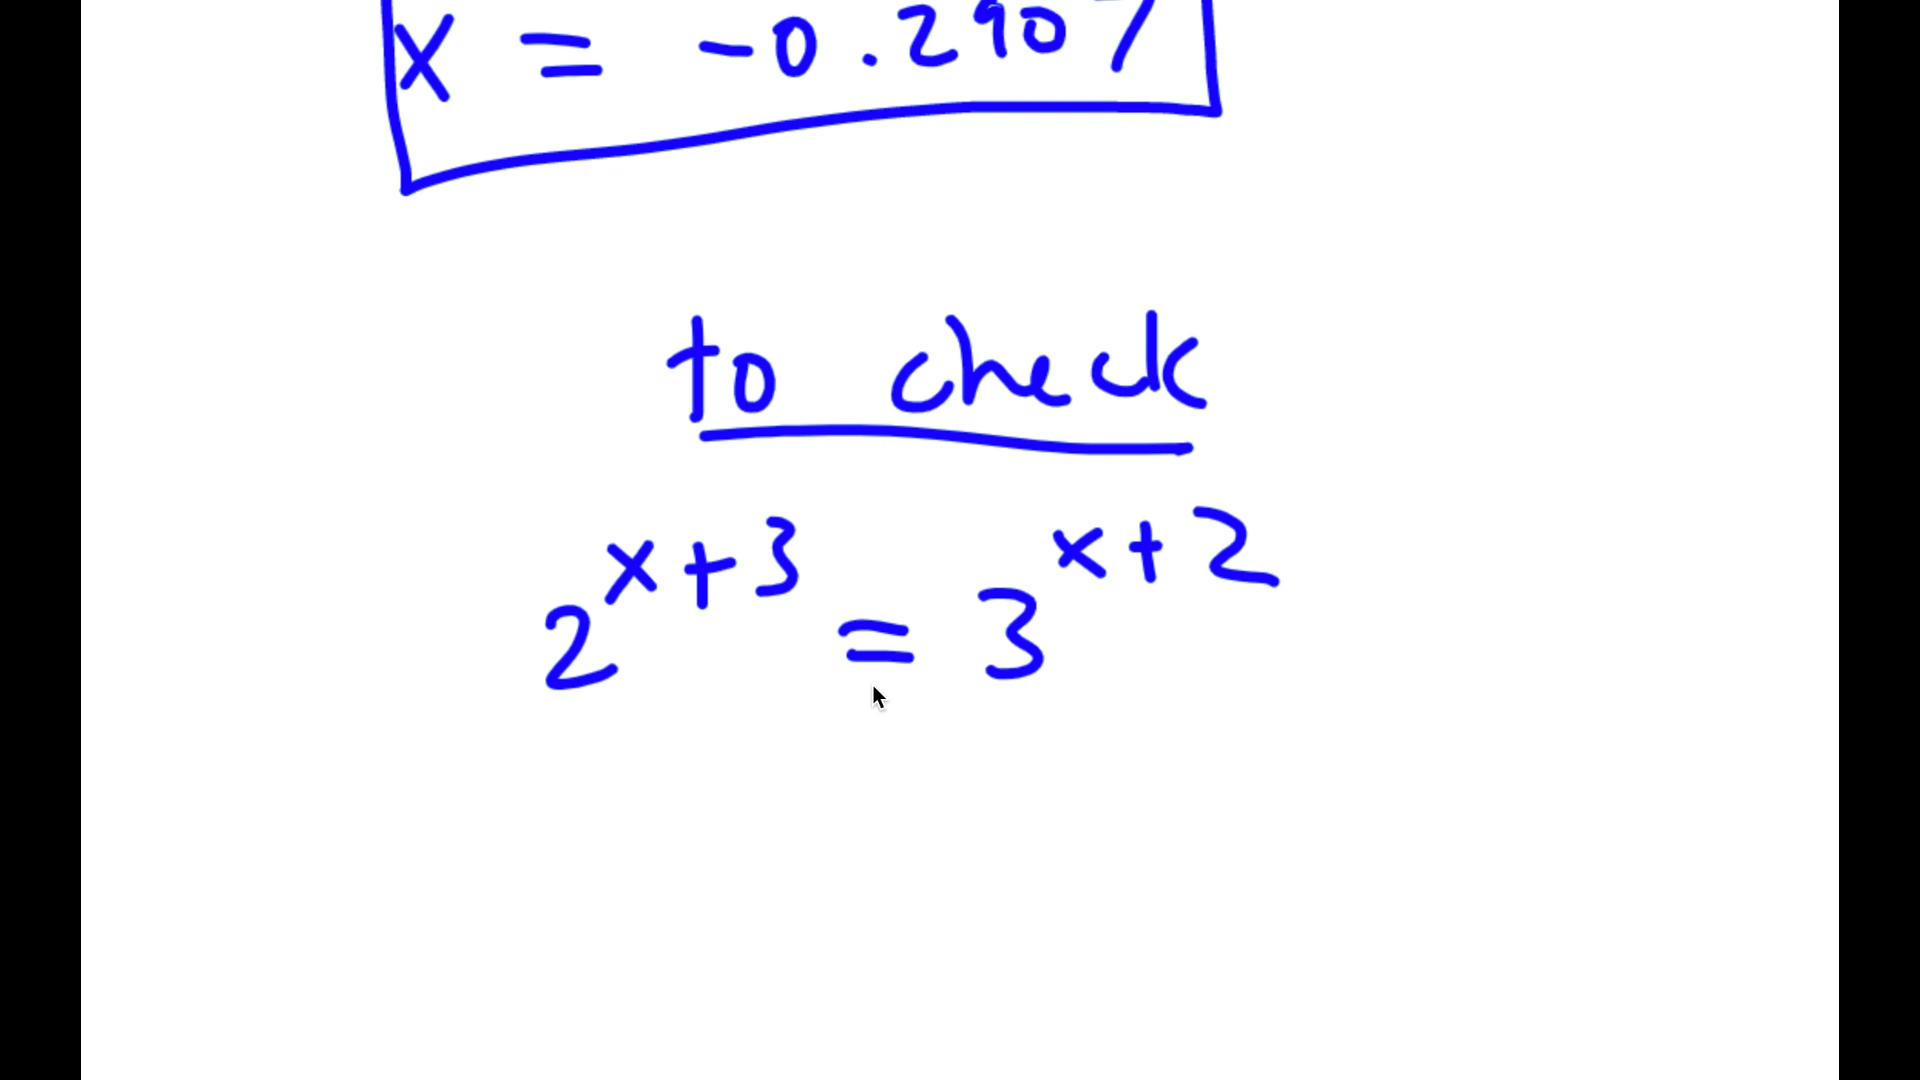 x = -0.2907
to check
2^{x+3} = 3^{x+2}